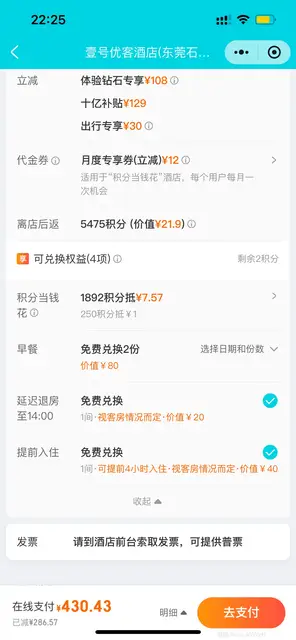 22:25
壹号优客酒店(东莞石...
立减
体验钻石专享¥108
十亿补贴¥129
出行专享¥30
代金券
月度专享券(立减)¥12
适用于“积分当钱花”酒店，每个用户每月一
次机会
离店后返
5475积分 (价值¥21.9)
享 可兑换权益(4项)
剩余2积分
积分当钱
花
1892积分抵¥7.57
250积分抵¥1
早餐
免费兑换2份
选择日期和份数
价值¥80
延迟退房
至14:00
免费兑换
1间·视客房情况而定·价值¥20
提前入住
免费兑换
1间·可提前4小时入住·视客房情况而定·价值¥40
收起
发票
请到酒店前台索取发票，可提供普票
在线支付 ¥430.43
已减¥286.57
明细
去支付